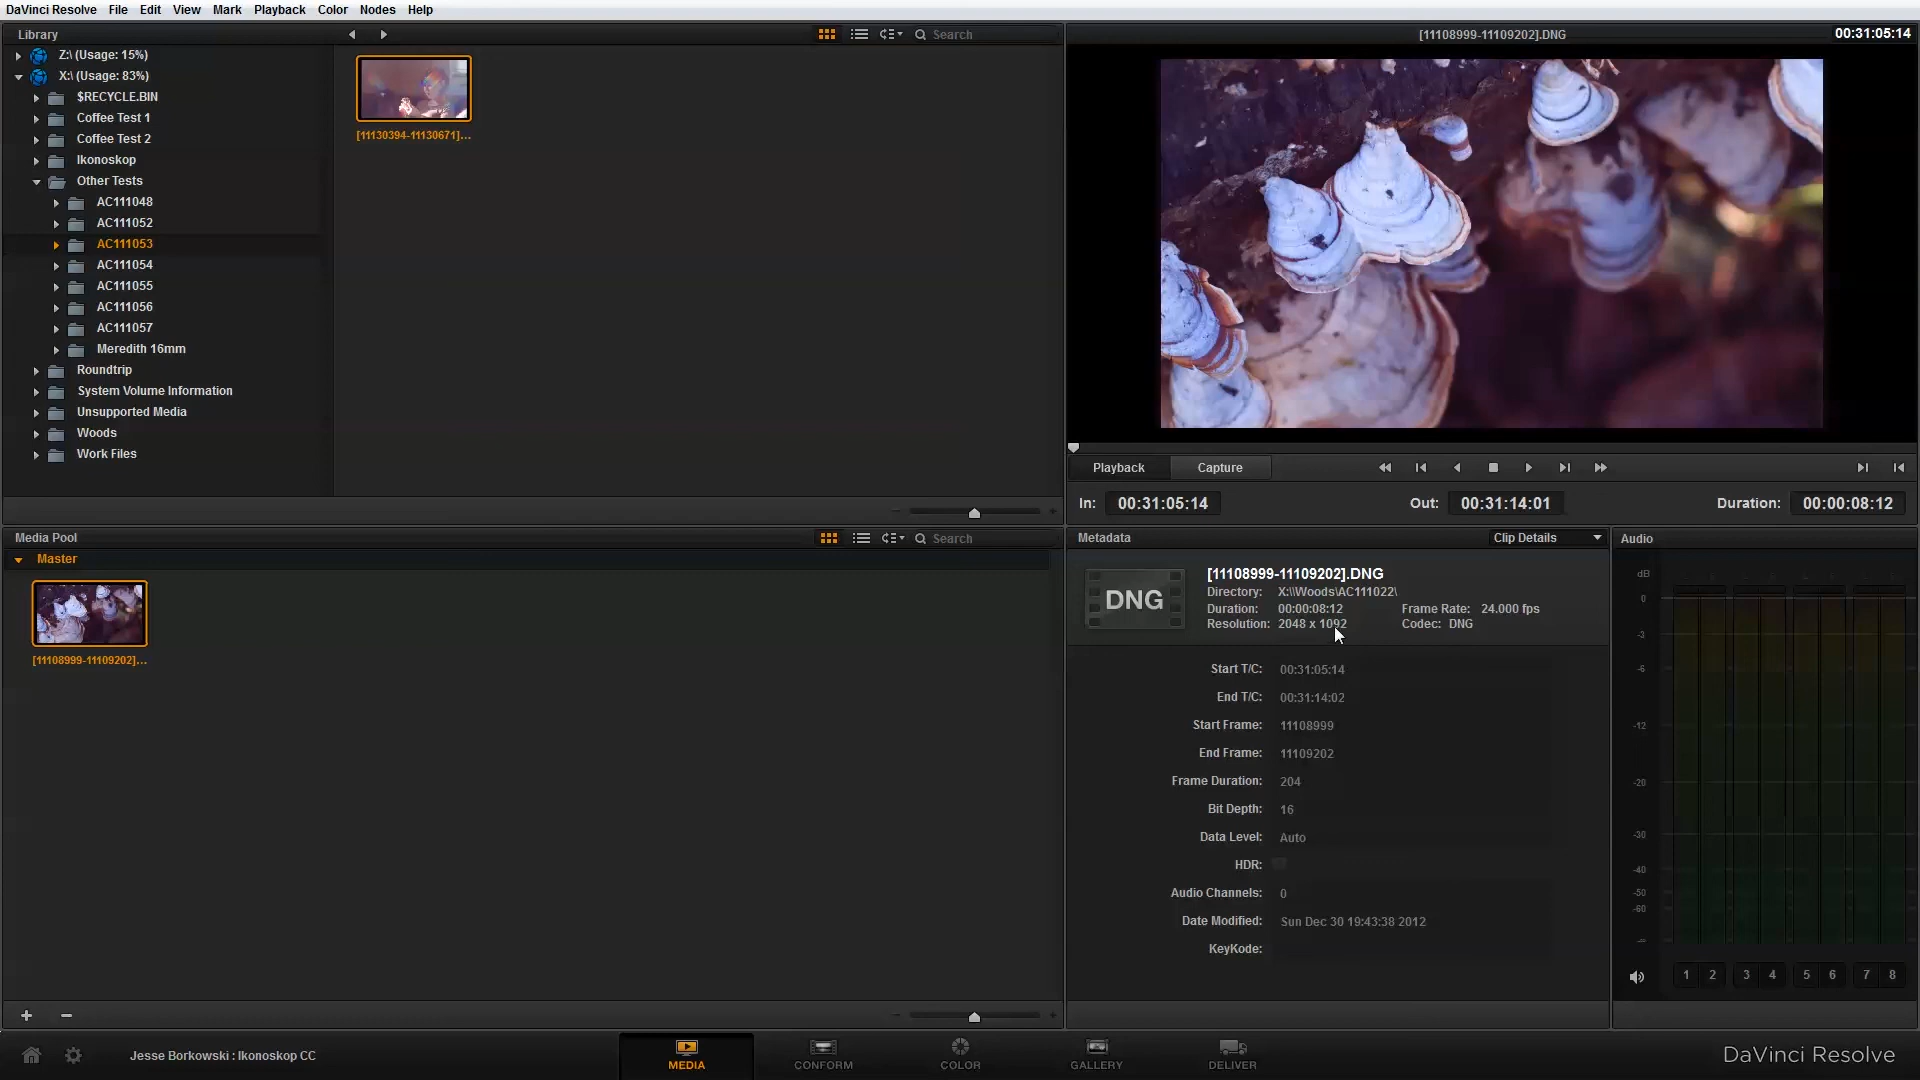 DaVinci Resolve File Edit View Mark Playback Color Nodes Help
Library
Search
Z:\ (Usage: 15%)
X:\ (Usage: 83%)
$RECYCLE.BIN
Coffee Test 1
Coffee Test 2
Ikonoskop
Other Tests
AC111048
AC111052
AC111053
AC111054
AC111055
AC111056
AC111057
Meredith 16mm
Roundtrip
System Volume Information
Unsupported Media
Woods
Work Files
[11130394-11130671]...
[11108999-11109202].DNG
00:31:05:14
Playback Capture
In: 00:31:05:14 Out: 00:31:14:01 Duration: 00:00:08:12
Media Pool
Search
Master
[11108999-11109202]...
Metadata
Clip Details
DNG
[11108999-11109202].DNG
Directory: X:\\Woods\AC111022\
Duration: 00:00:08:12 Frame Rate: 24.000 fps
Resolution: 2048 x 1092 Codec: DNG
Start T/C: 00:31:05:14
End T/C: 00:31:14:02
Start Frame: 11108999
End Frame: 11109202
Frame Duration: 204
Bit Depth: 16
Data Level: Auto
HDR:
Audio Channels: 0
Date Modified: Sun Dec 30 19:43:38 2012
KeyKode:
Audio
dB
0
-3
-6
-12
-20
-30
-40
-50
-60
1 2 3 4 5 6 7 8
Jesse Borkowski : Ikonoskop CC
MEDIA CONFORM COLOR GALLERY DELIVER
DaVinci Resolve